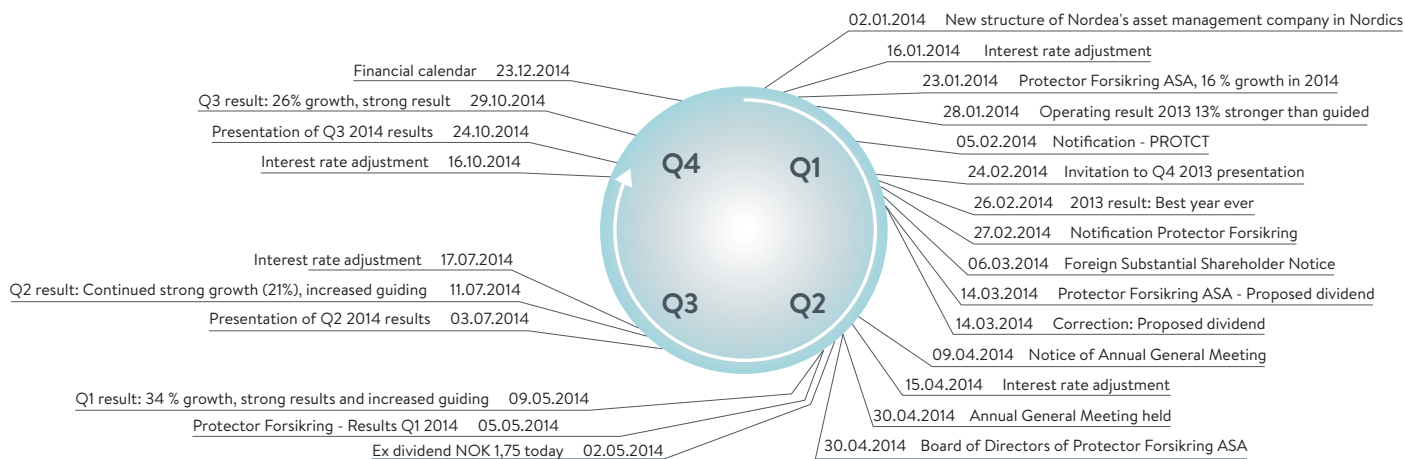 02.01.2014 New structure of Nordea's asset management company in Nordics
16.01.2014 Interest rate adjustment
23.01.2014 Protector Forsikring ASA, 16 % growth in 2014
28.01.2014 Operating result 2013 13% stronger than guided
05.02.2014 Notification - PROTCT
24.02.2014 Invitation to Q4 2013 presentation
26.02.2014 2013 result: Best year ever
27.02.2014 Notification Protector Forsikring
06.03.2014 Foreign Substantial Shareholder Notice
14.03.2014 Protector Forsikring ASA - Proposed dividend
14.03.2014 Correction: Proposed dividend
09.04.2014 Notice of Annual General Meeting
15.04.2014 Interest rate adjustment
30.04.2014 Annual General Meeting held
30.04.2014 Board of Directors of Protector Forsikring ASA
Financial calendar 23.12.2014
Q3 result: 26% growth, strong result 29.10.2014
Presentation of Q3 2014 results 24.10.2014
Interest rate adjustment 16.10.2014
Interest rate adjustment 17.07.2014
Q2 result: Continued strong growth (21%), increased guiding 11.07.2014
Presentation of Q2 2014 results 03.07.2014
Q1 result: 34 % growth, strong results and increased guiding 09.05.2014
Protector Forsikring - Results Q1 2014 05.05.2014
Ex dividend NOK 1,75 today 02.05.2014
Q4
Q1
Q3
Q2